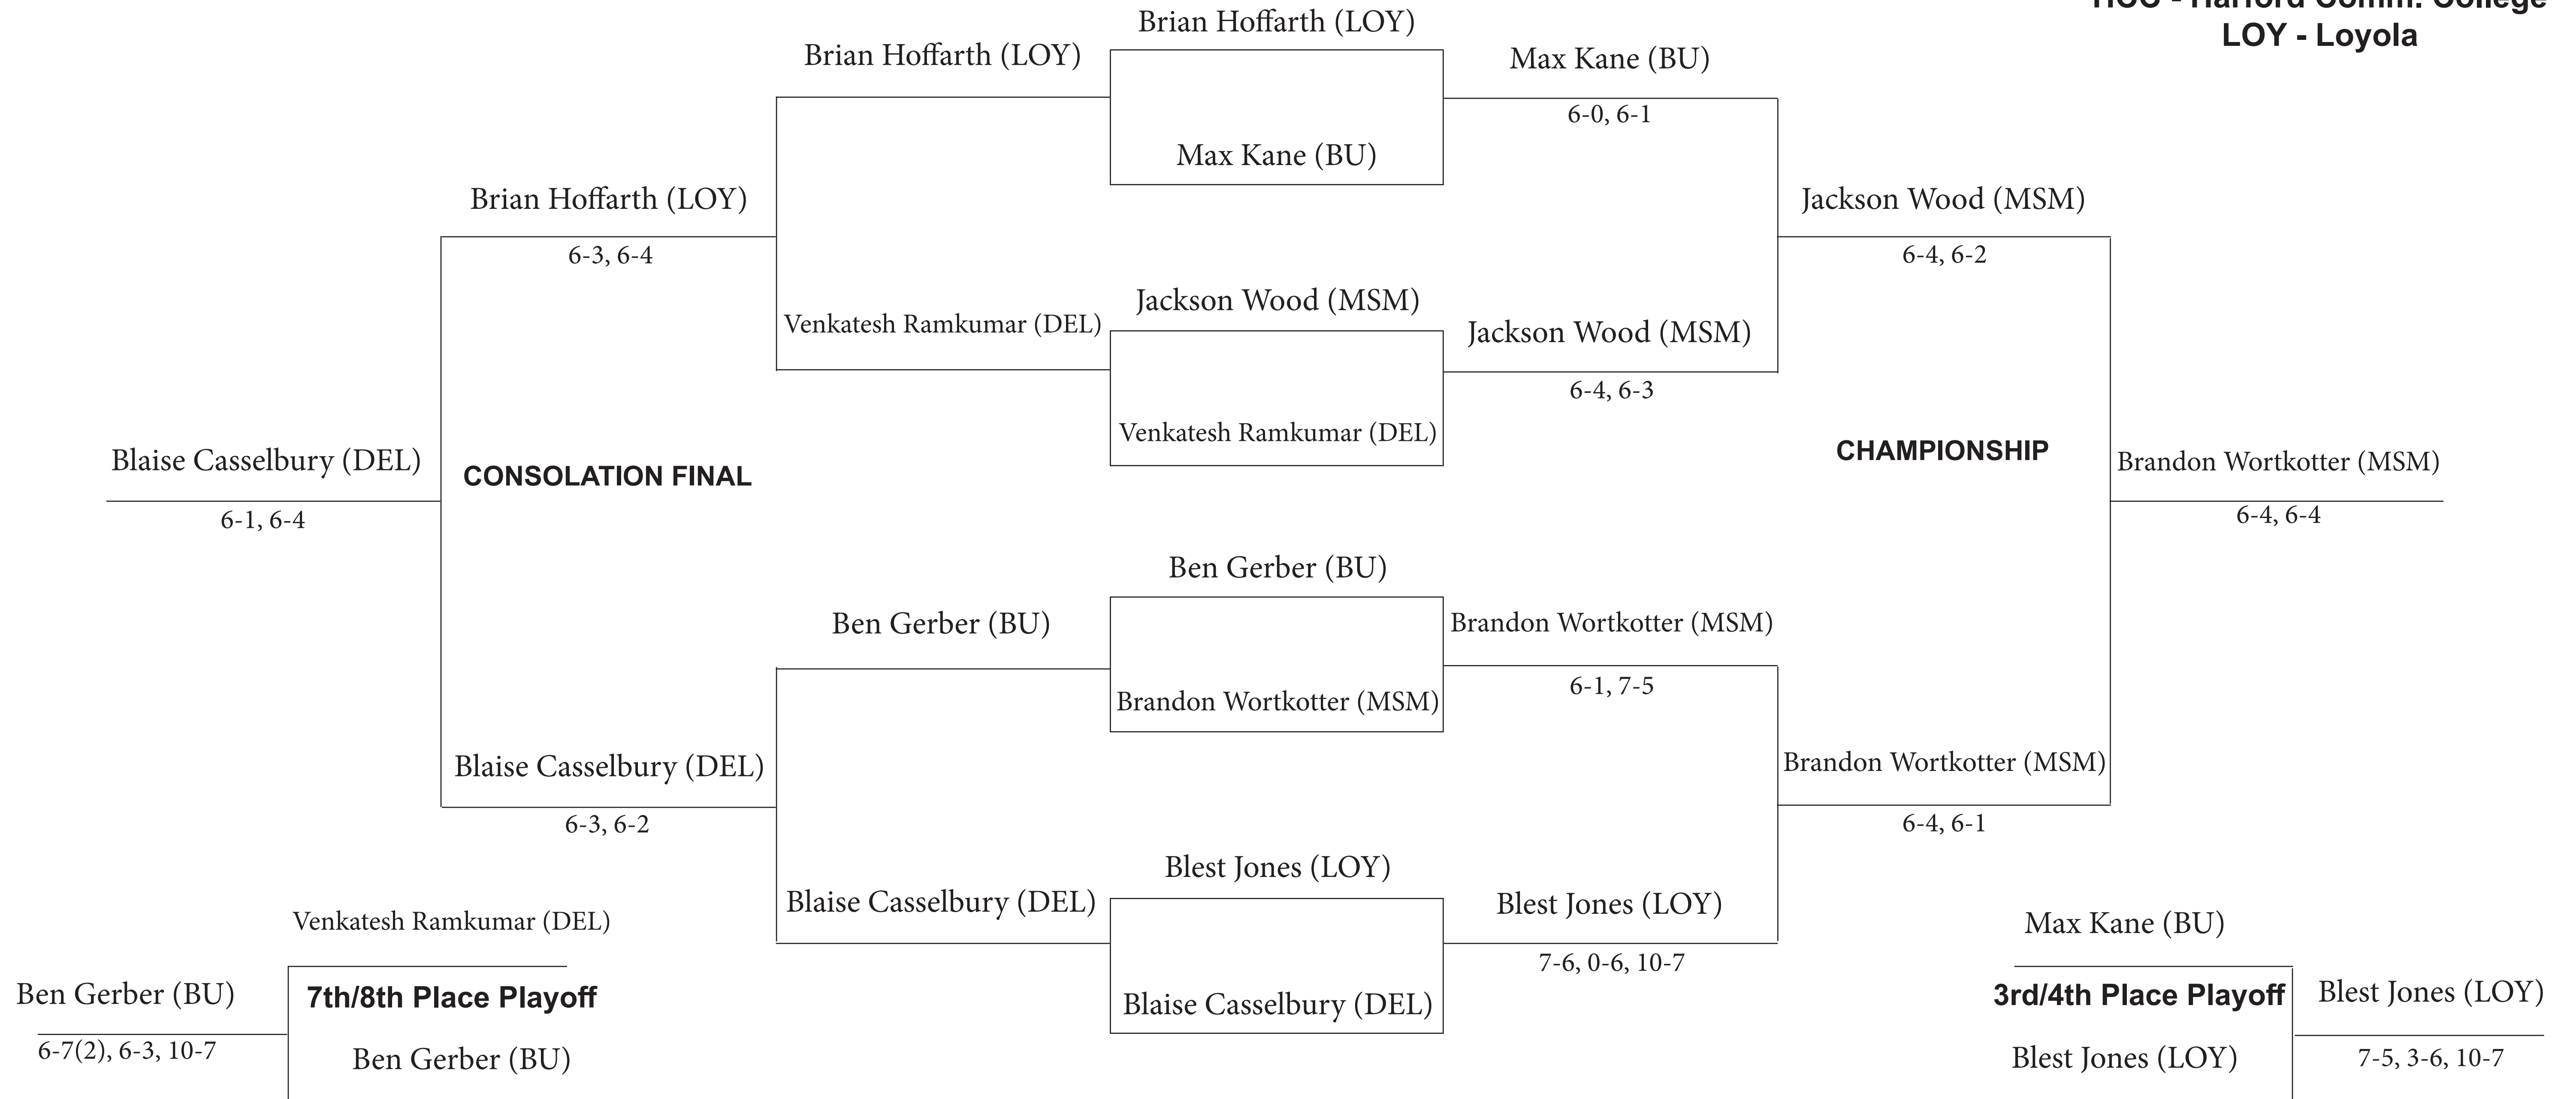 HCC - Harford Comm. College
LOY - Loyola
Brian Hoffarth (LOY)
Brian Hoffarth (LOY)
Max Kane (BU)
6-0, 6-1
Max Kane (BU)
Brian Hoffarth (LOY)
6-3, 6-4
Jackson Wood (MSM)
6-4, 6-2
Jackson Wood (MSM)
Venkatesh Ramkumar (DEL)
Jackson Wood (MSM)
6-4, 6-3
Venkatesh Ramkumar (DEL)
Blaise Casselbury (DEL)
6-1, 6-4
CONSOLATION FINAL
CHAMPIONSHIP
Brandon Wortkotter (MSM)
6-4, 6-4
Ben Gerber (BU)
Ben Gerber (BU)
Brandon Wortkotter (MSM)
6-1, 7-5
Brandon Wortkotter (MSM)
Blaise Casselbury (DEL)
6-3, 6-2
Brandon Wortkotter (MSM)
6-4, 6-1
Blest Jones (LOY)
Blaise Casselbury (DEL)
Blest Jones (LOY)
7-6, 0-6, 10-7
Blaise Casselbury (DEL)
Venkatesh Ramkumar (DEL)
Ben Gerber (BU)
7th/8th Place Playoff
6-7(2), 6-3, 10-7
Ben Gerber (BU)
Max Kane (BU)
3rd/4th Place Playoff
Blest Jones (LOY)
Blest Jones (LOY)
7-5, 3-6, 10-7